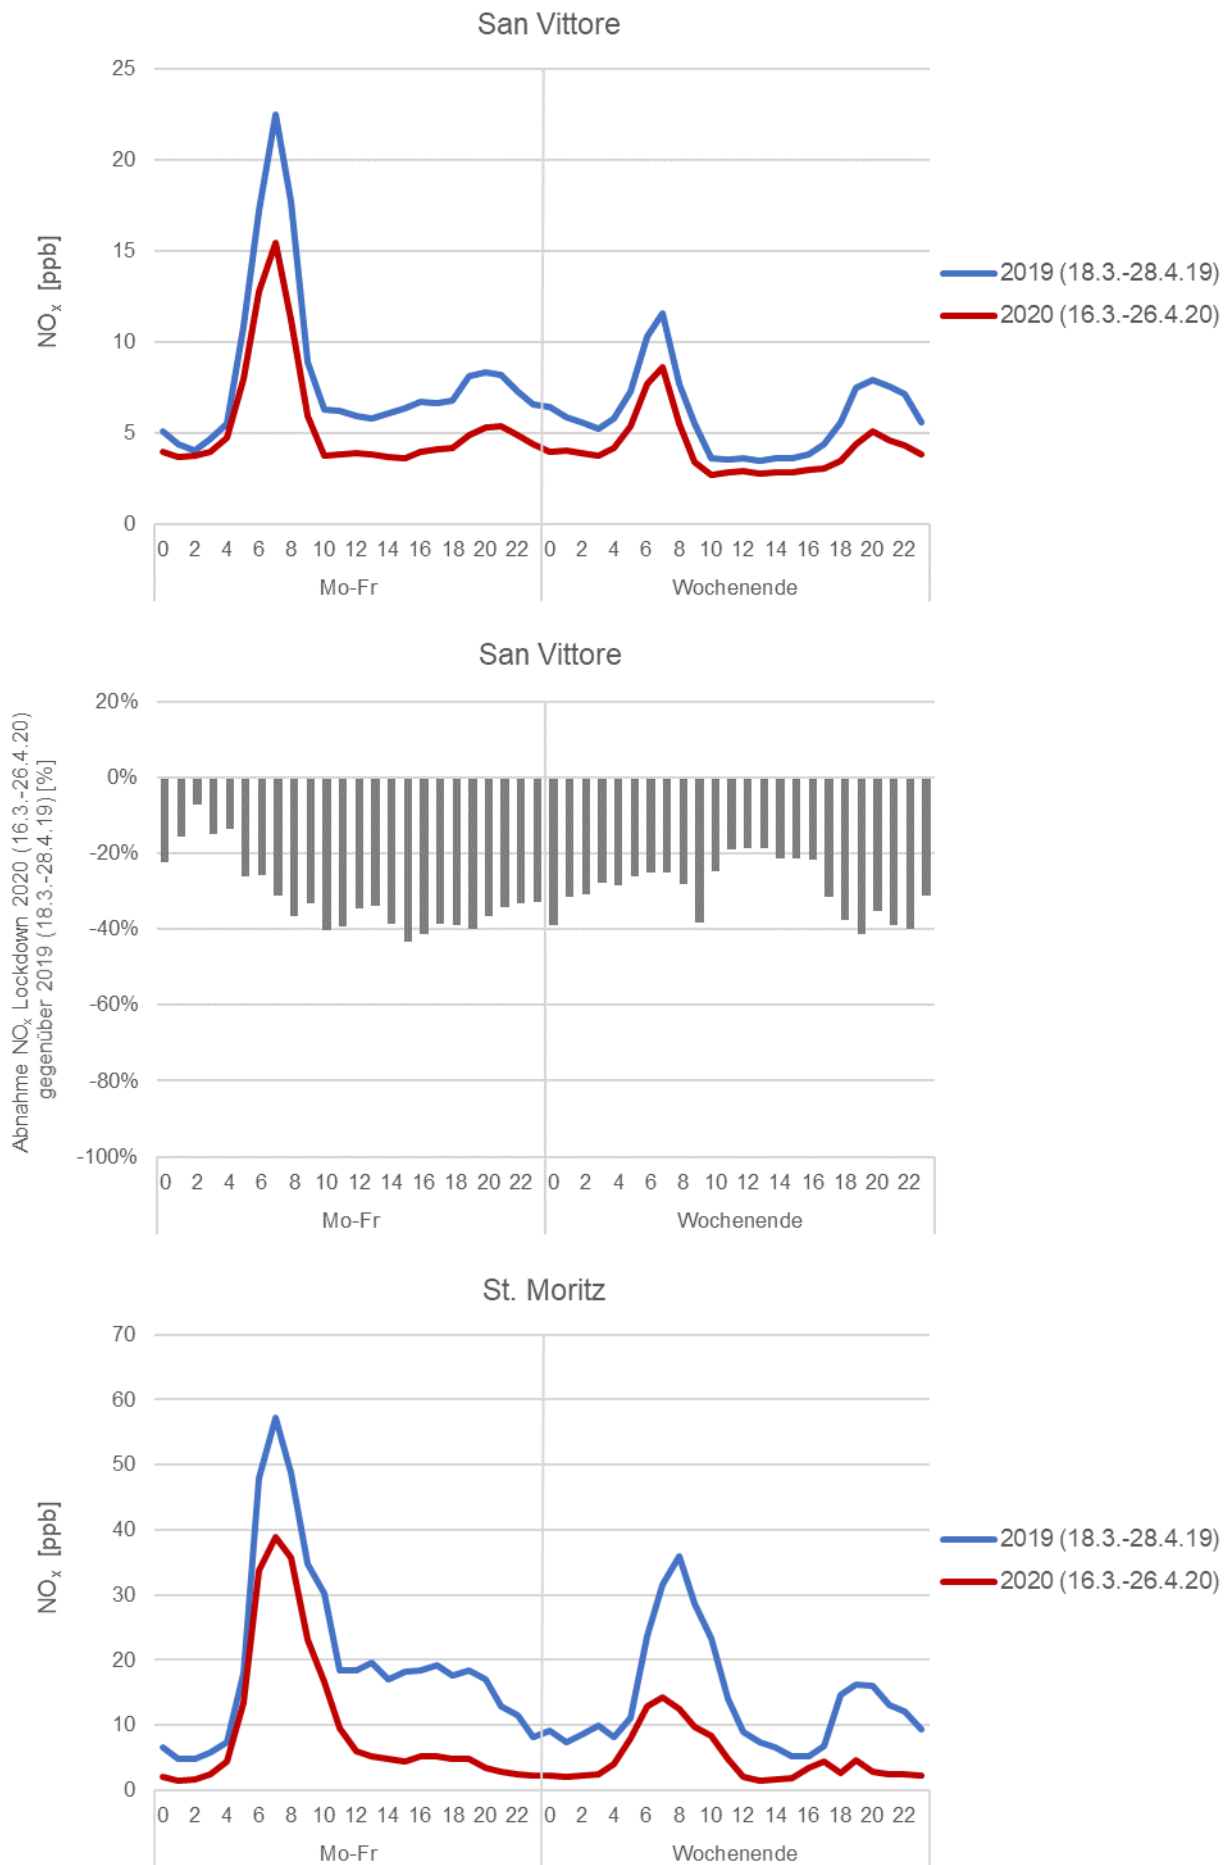 San Vittore
25
20
15
10
5
0
NOx [ppb]
0 2 4 6 8 10 12 14 16 18 20 22 0 2 4 6 8 10 12 14 16 18 20 22
Mo-Fr Wochenende
2019 (18.3.-28.4.19)
2020 (16.3.-26.4.20)
San Vittore
20%
0%
-20%
-40%
-60%
-80%
-100%
Abnahme NOx Lockdown 2020 (16.3.-26.4.20)
gegenüber 2019 (18.3.-28.4.19) [%]
0 2 4 6 8 10 12 14 16 18 20 22 0 2 4 6 8 10 12 14 16 18 20 22
Mo-Fr Wochenende
St. Moritz
70
60
50
40
30
20
10
0
NOx [ppb]
0 2 4 6 8 10 12 14 16 18 20 22 0 2 4 6 8 10 12 14 16 18 20 22
Mo-Fr Wochenende
2019 (18.3.-28.4.19)
2020 (16.3.-26.4.20)